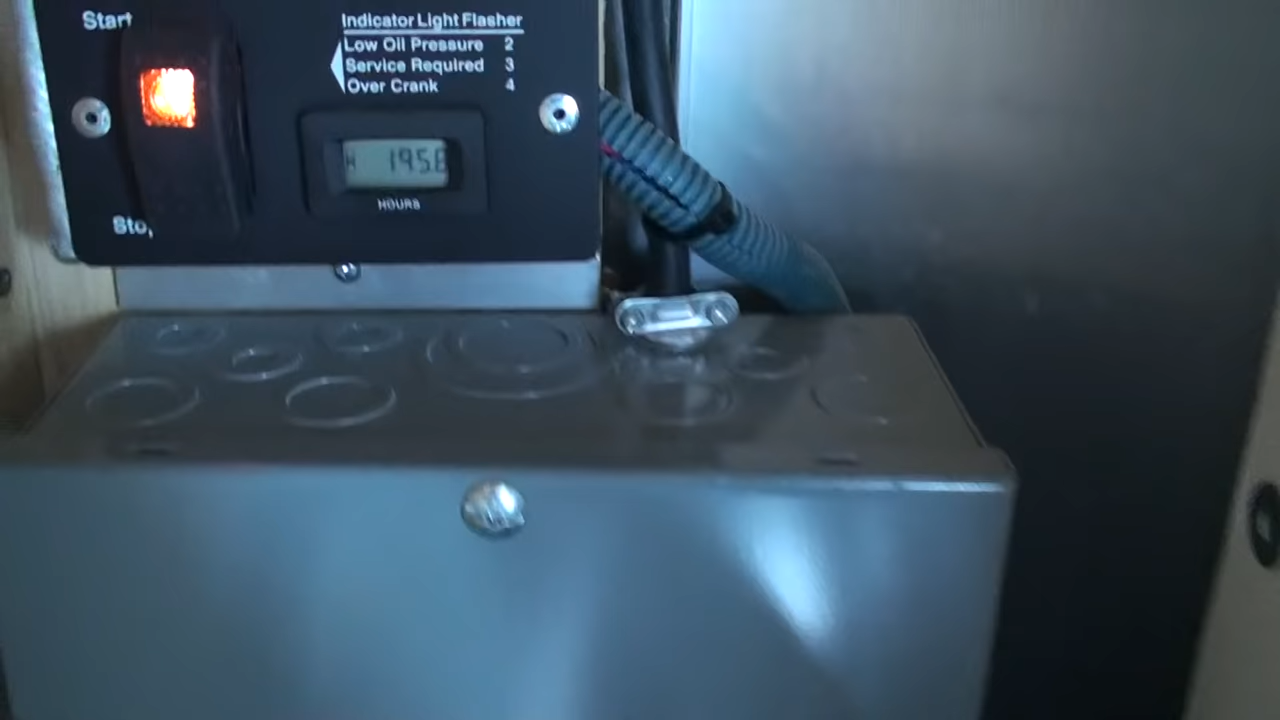 Start
Indicator Light Flasher
Low Oil Pressure 2
Service Required 3
Over Crank 4
195.8
HOURS